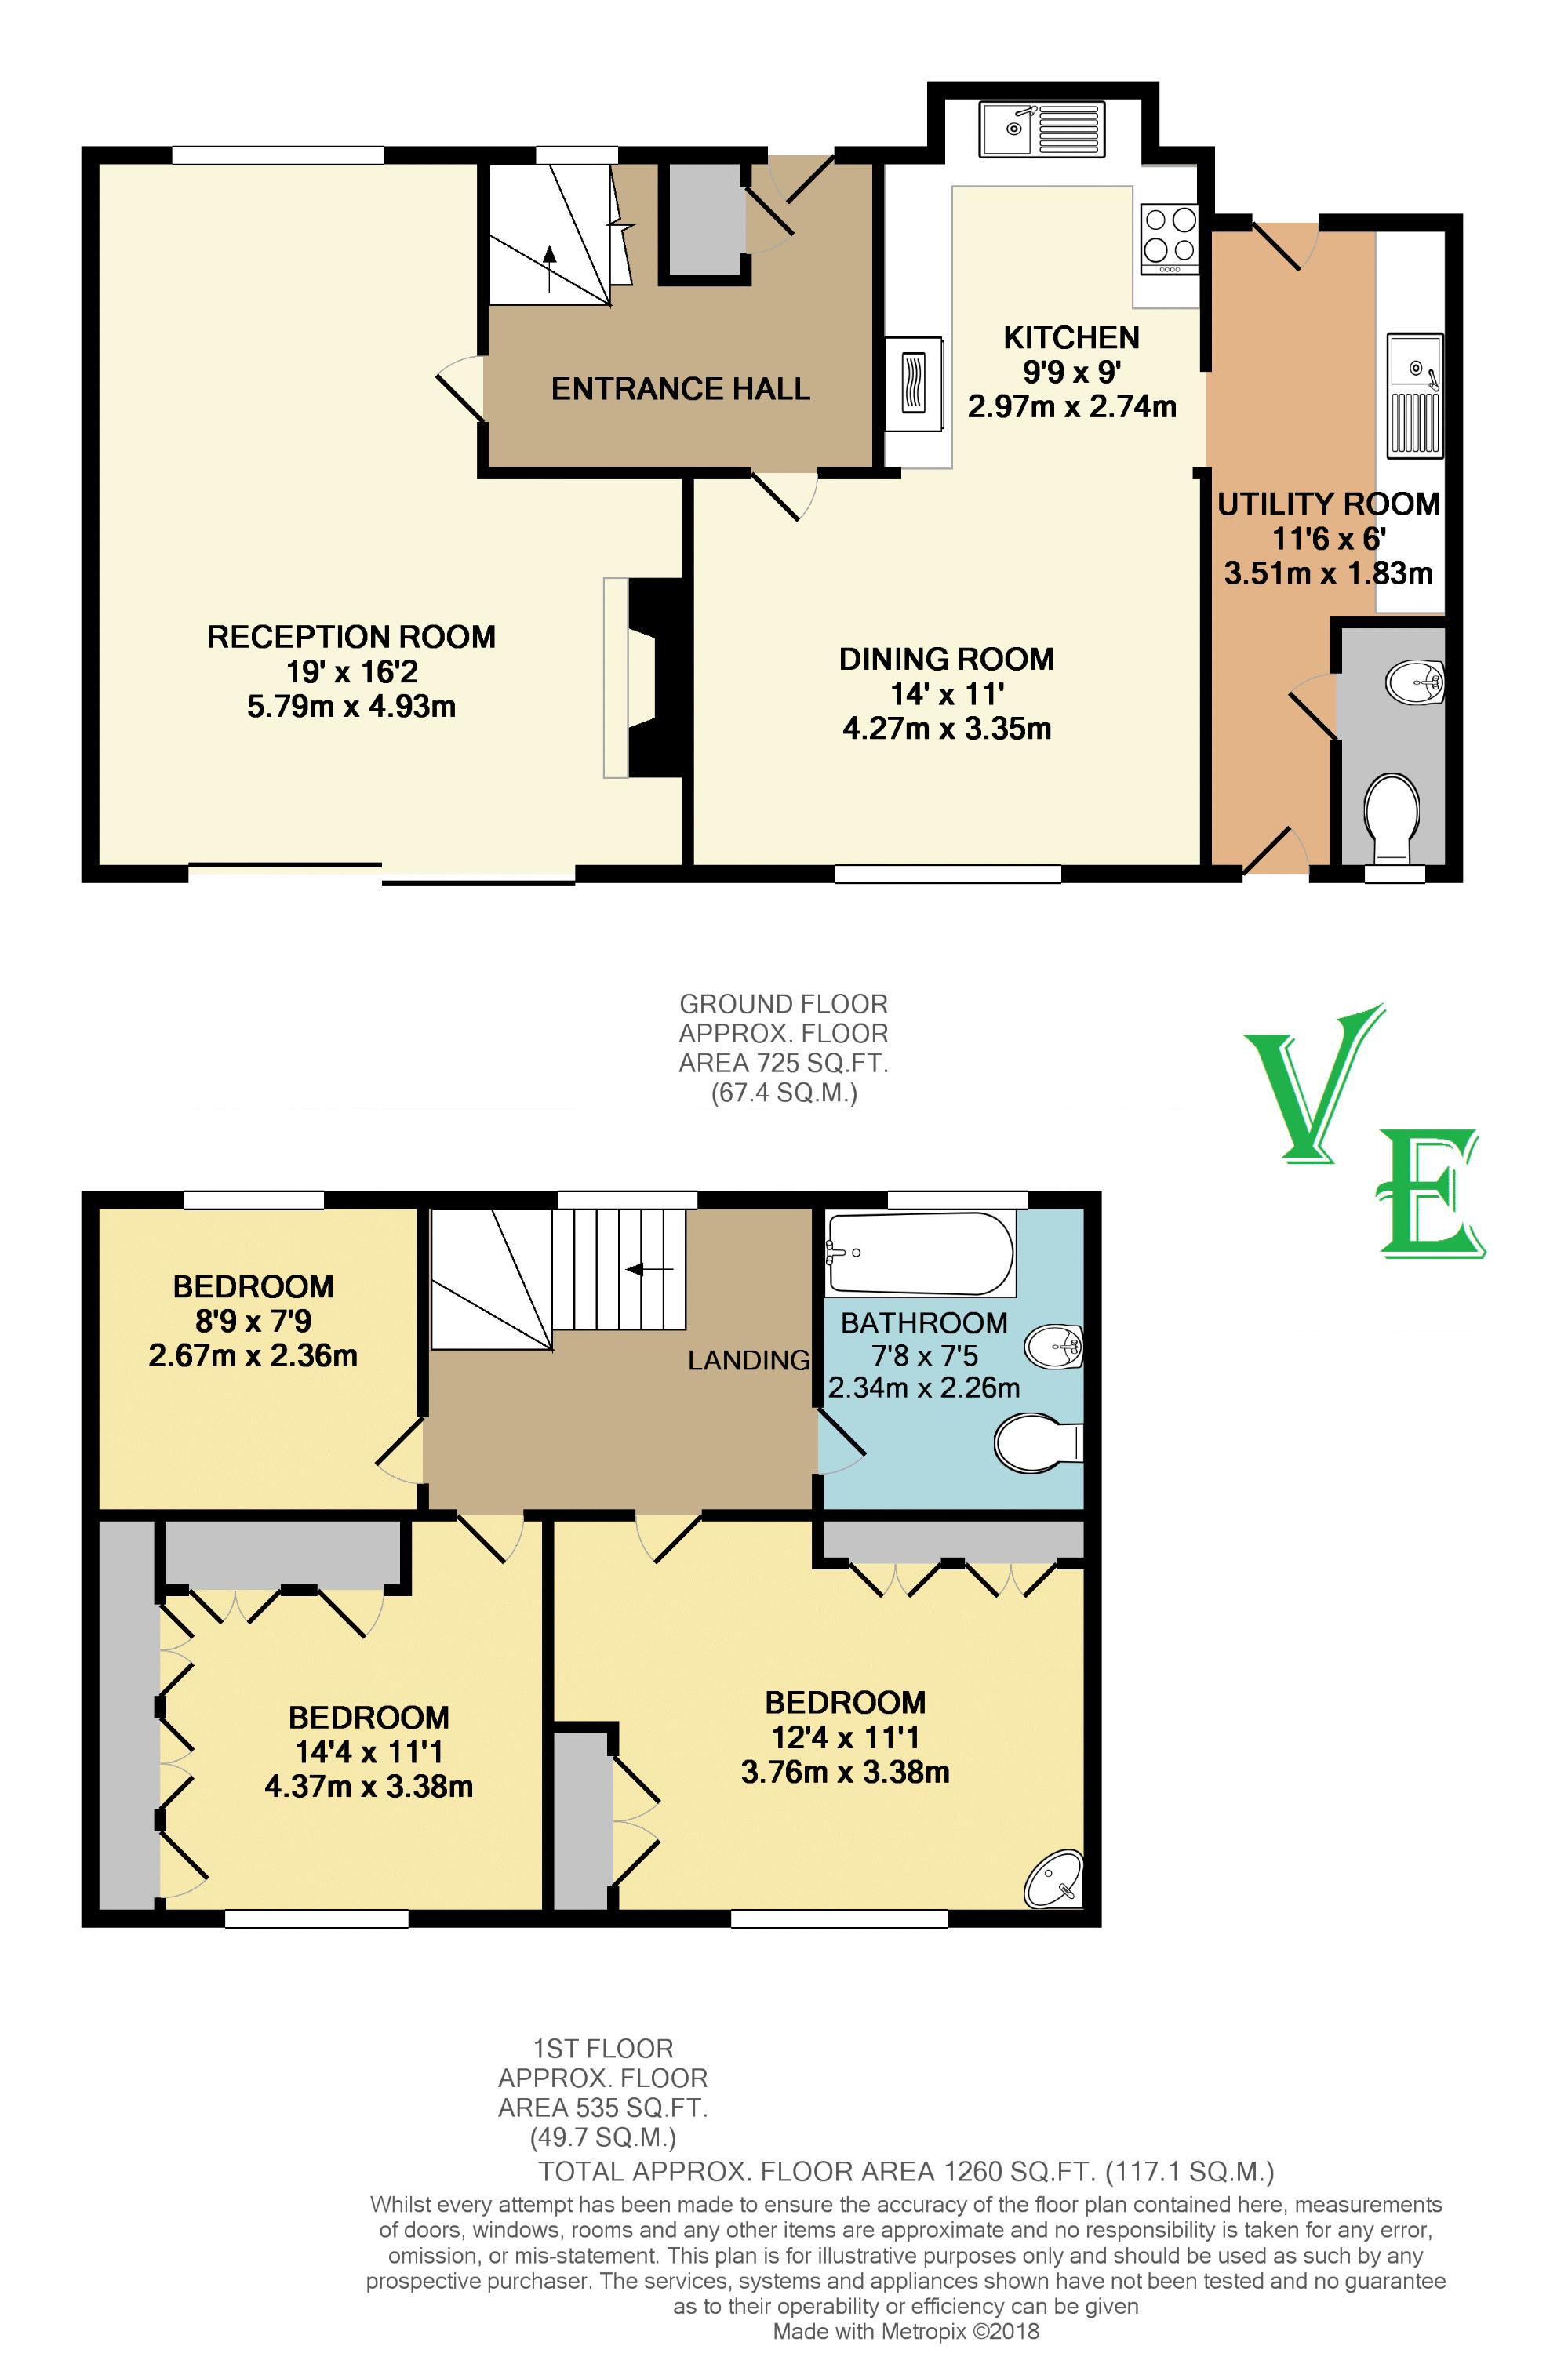 KITCHEN
9'9 x 9'
2.97m x 2.74m
ENTRANCE HALL
UTILITY ROOM
11'6 x 6'
3.51m x 1.83m
RECEPTION ROOM
19' x 16'2
5.79m x 4.93m
DINING ROOM
14' x 11'
4.27m x 3.35m
GROUND FLOOR
APPROX. FLOOR
AREA 725 SQ.FT.
(67.4 SQ.M.)
V
E
BEDROOM
8'9 x 7'9
2.67m x 2.36m
LANDING
BATHROOM
7'8 x 7'5
2.34m x 2.26m
BEDROOM
14'4 x 11'1
4.37m x 3.38m
BEDROOM
12'4 x 11'1
3.76m x 3.38m
1ST FLOOR
APPROX. FLOOR
AREA 535 SQ.FT.
(49.7 SQ.M.)
TOTAL APPROX. FLOOR AREA 1260 SQ.FT. (117.1 SQ.M.)
Whilst every attempt has been made to ensure the accuracy of the floor plan contained here, measurements
of doors, windows, rooms and any other items are approximate and no responsibility is taken for any error,
omission, or mis-statement. This plan is for illustrative purposes only and should be used as such by any
prospective purchaser. The services, systems and appliances shown have not been tested and no guarantee
as to their operability or efficiency can be given
Made with Metropix ©2018